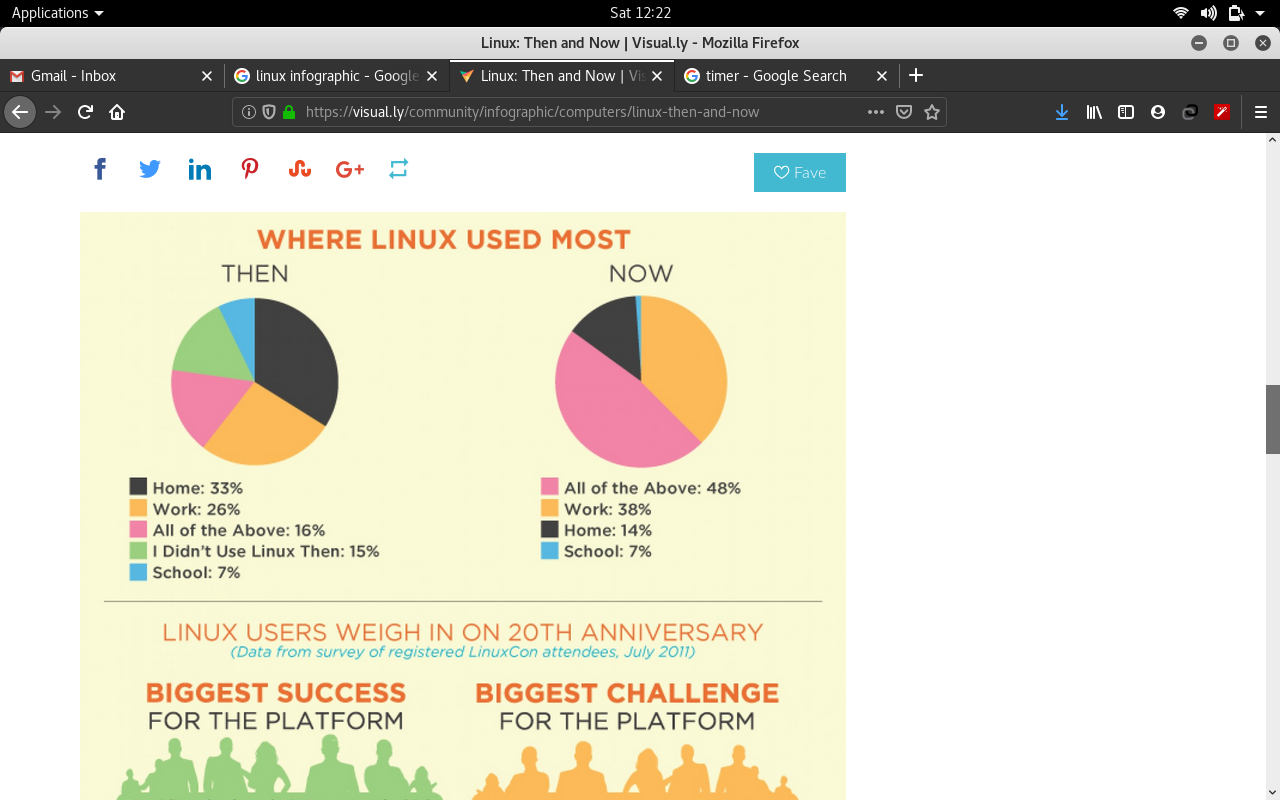 Applications
Sat 12:22
Linux: Then and Now | Visual.ly - Mozilla Firefox
Gmail - Inbox
linux infographic - Google
Linux: Then and Now | Vis
timer - Google Search
https://visual.ly/community/infographic/computers/linux-then-and-now
Fave
WHERE LINUX USED MOST
THEN
Home: 33%
Work: 26%
All of the Above: 16%
I Didn't Use Linux Then: 15%
School: 7%
NOW
All of the Above: 48%
Work: 38%
Home: 14%
School: 7%
LINUX USERS WEIGH IN ON 20TH ANNIVERSARY
(Data from survey of registered LinuxCon attendees, July 2011)
BIGGEST SUCCESS
FOR THE PLATFORM
BIGGEST CHALLENGE
FOR THE PLATFORM